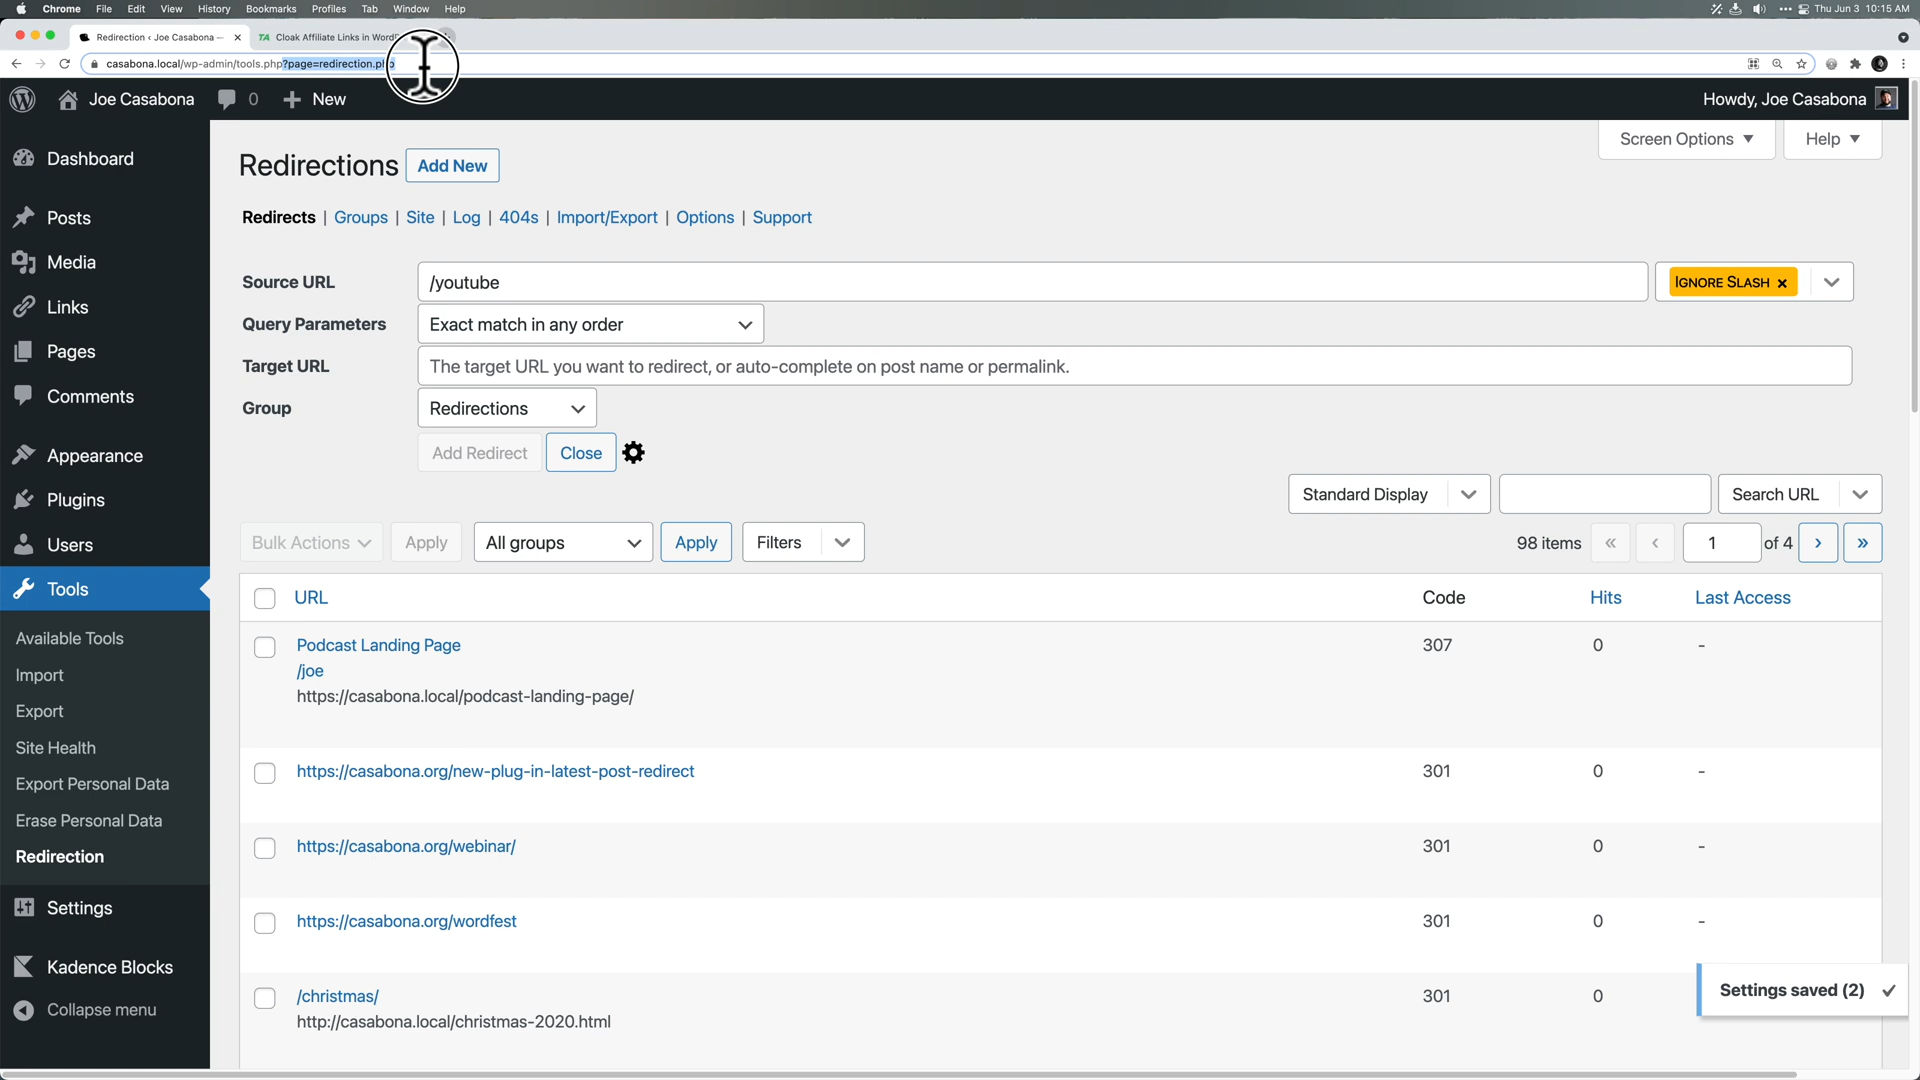 Chrome File Edit View History Bookmarks Profiles Tab Window Help Thu Jun 3 10:15 AM
Redirection ‹ Joe Casabona — TA Cloak Affiliate Links in
casabona.local/wp-admin/tools.php?page=redirection.php
Joe Casabona 0 New Howdy, Joe Casabona
Screen Options Help
Dashboard
Posts
Media
Links
Pages
Comments
Appearance
Plugins
Users
Tools
Available Tools
Import
Export
Site Health
Export Personal Data
Erase Personal Data
Redirection
Settings
Kadence Blocks
Collapse menu
Redirections Add New
Redirects | Groups | Site | Log | 404s | Import/Export | Options | Support
Source URL /youtube IGNORE SLASH
Query Parameters Exact match in any order
Target URL The target URL you want to redirect, or auto-complete on post name or permalink.
Group Redirections
Add Redirect Close
Standard Display Search URL
Bulk Actions Apply All groups Apply Filters 98 items « ‹ 1 of 4 › »
URL Code Hits Last Access
Podcast Landing Page 307 0 -
/joe
https://casabona.local/podcast-landing-page/
https://casabona.org/new-plug-in-latest-post-redirect 301 0 -
https://casabona.org/webinar/ 301 0 -
https://casabona.org/wordfest 301 0 -
/christmas/ 301 0
http://casabona.local/christmas-2020.html
Settings saved (2) ✓